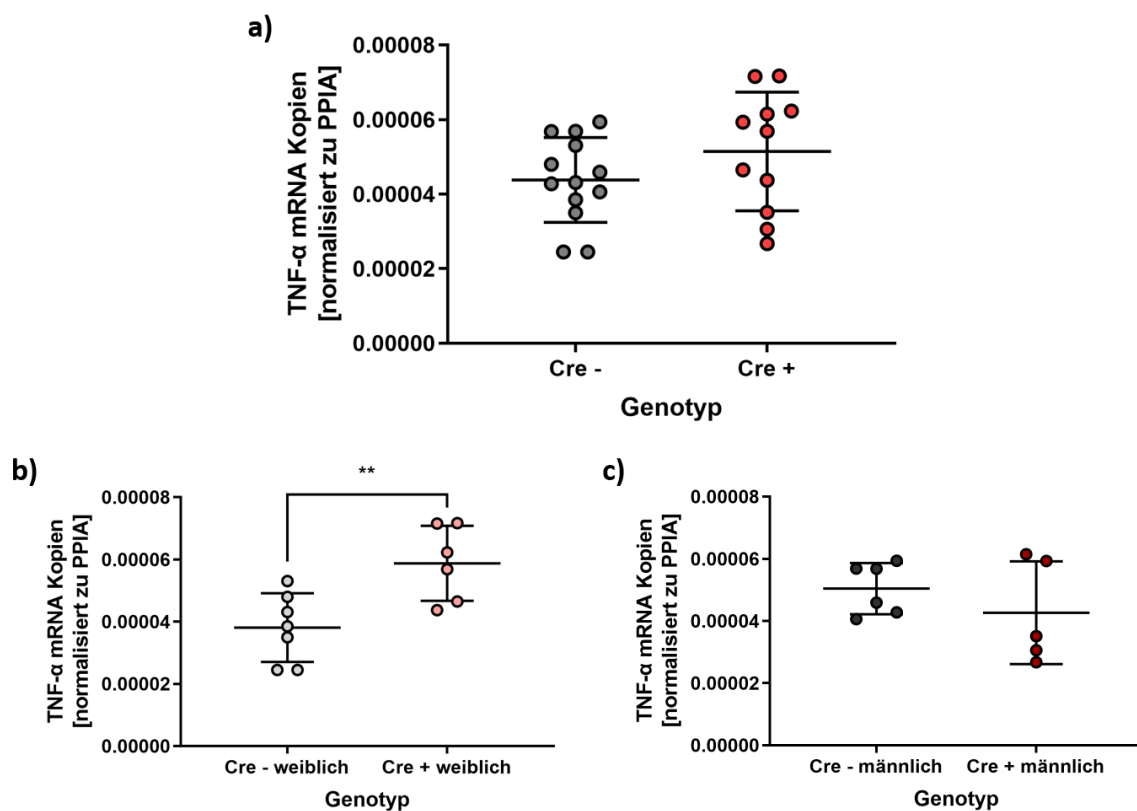 a)
TNF-α mRNA Kopien
[normalisiert zu PPIA]
0.00008
0.00006
0.00004
0.00002
0.00000
Cre -
Cre +
Genotyp
b)
**
TNF-α mRNA Kopien
[normalisiert zu PPIA]
0.00008
0.00006
0.00004
0.00002
0.00000
Cre - weiblich
Cre + weiblich
Genotyp
c)
TNF-α mRNA Kopien
[normalisiert zu PPIA]
0.00008
0.00006
0.00004
0.00002
0.00000
Cre - männlich
Cre + männlich
Genotyp